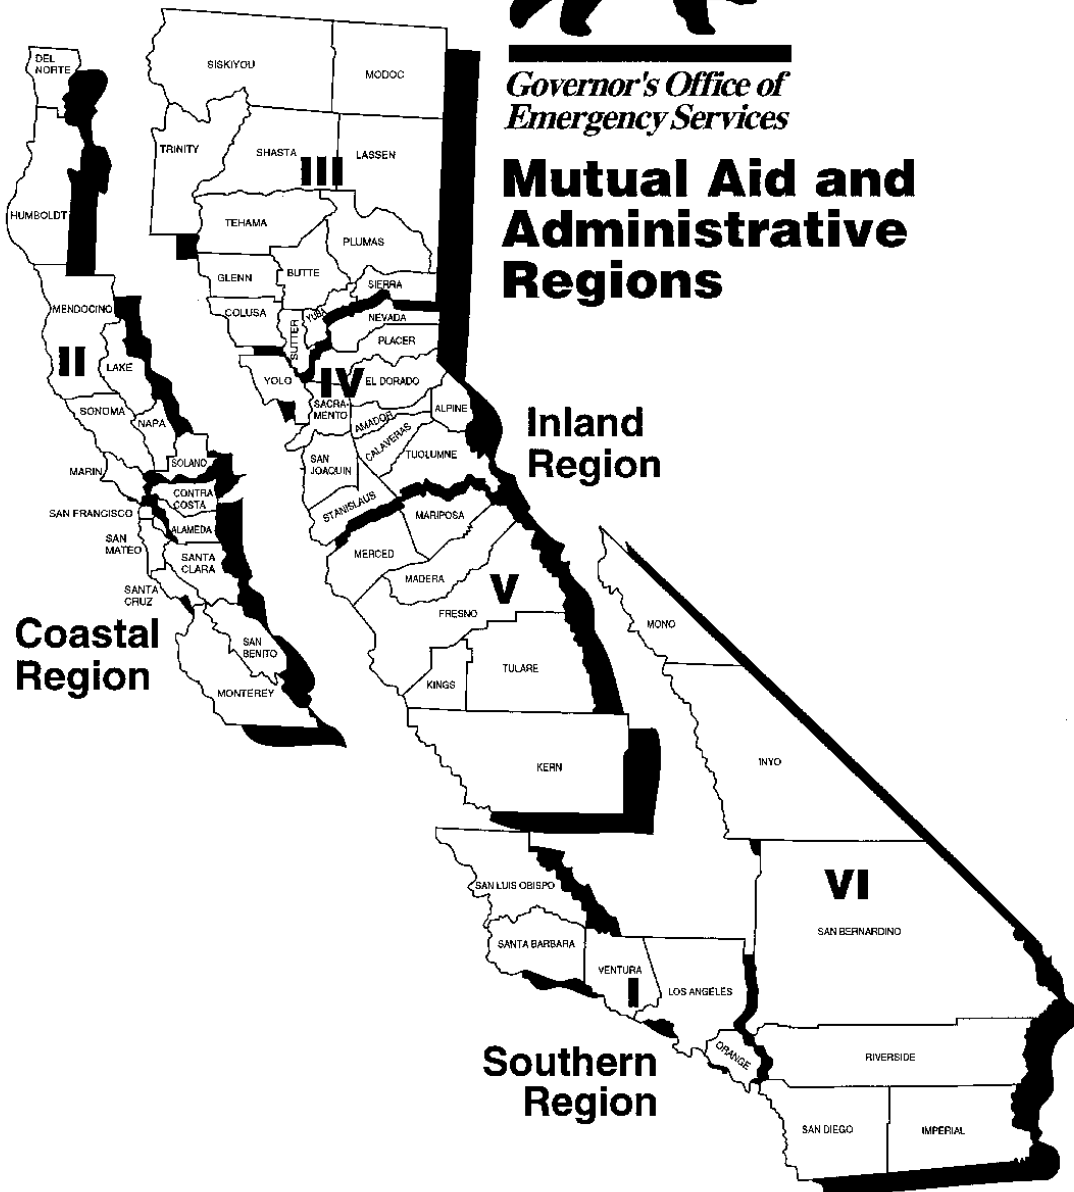 Governor's Office of
Emergency Services
Mutual Aid and
Administrative
Regions
DEL
NORTE
HUMBOLDT
MENDOCINO
II
LAKE
SONOMA
NAPA
MARIN
SOLANO
CONTRA
COSTA
SAN FRANCISCO
ALAMEDA
SAN
MATEO
SANTA
CLARA
SANTA
CRUZ
SAN
BENITO
MONTEREY
Coastal
Region
SISKIYOU
MODOC
TRINITY
SHASTA
III
LASSEN
TEHAMA
PLUMAS
GLENN
BUTTE
SIERRA
COLUSA
SUTTER
YUBA
NEVADA
PLACER
YOLO
IV
EL DORADO
SACRA-
MENTO
AMADOR
ALPINE
CALAVERAS
SAN
JOAQUIN
TUOLUMNE
STANISLAUS
MARIPOSA
MERCED
MADERA
V
FRESNO
KINGS
TULARE
KERN
Inland
Region
MONO
INYO
VI
SAN BERNARDINO
SAN LUIS OBISPO
SANTA BARBARA
VENTURA
I
LOS ANGELES
ORANGE
RIVERSIDE
SAN DIEGO
IMPERIAL
Southern
Region